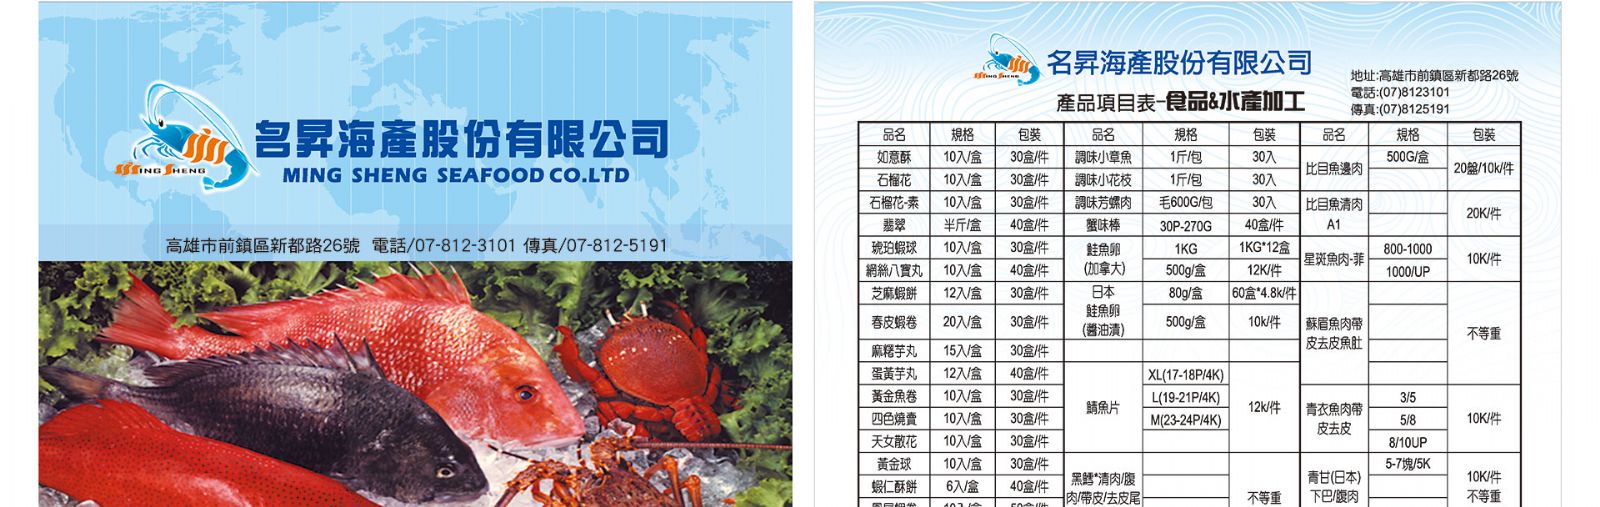 MING SHENG
名昇海產股份有限公司
MING SHENG SEAFOOD CO.LTD
高雄市前鎮區新都路26號 電話/07-812-3101 傳真/07-812-5191
MING SHENG
名昇海產股份有限公司
產品項目表-食品&水產加工
地址:高雄市前鎮區新都路26號
電話:(07)8123101
傳真:(07)8125191
品名 規格 包裝 品名 規格 包裝 品名 規格 包裝
如意酥 10入/盒 30盒/件 調味小章魚 1斤/包 30入 比目魚邊肉 500G/盒 20盤/10k/件
石榴花 10入/盒 30盒/件 調味小花枝 1斤/包 30入
石榴花-素 10入/盒 30盒/件 調味芳螺肉 毛600G/包 30入 比目魚清肉 A1 20K/件
翡翠 半斤/盒 40盒/件 蟹味棒 30P-270G 40盒/件
琥珀蝦球 10入/盒 30盒/件 鮭魚卵(加拿大) 1KG 1KG*12盒 星斑魚肉-菲 800-1000 10K/件
網絲八寶丸 10入/盒 40盒/件 500g/盒 12K/件 1000/UP
芝麻蝦餅 12入/盒 30盒/件 日本鮭魚卵(醬油漬) 80g/盒 60盒*4.8k/件 蘇眉魚肉帶皮去皮魚肚 不等重
春皮蝦卷 20入/盒 30盒/件 500g/盒 10k/件
麻糬芋丸 15入/盒 30盒/件
蛋黃芋丸 12入/盒 40盒/件 鯖魚片 XL(17-18P/4K) 12k/件
黃金魚卷 10入/盒 30盒/件 L(19-21P/4K) 青衣魚肉帶皮去皮 3/5 10K/件
四色燒賣 10入/盒 30盒/件 M(23-24P/4K) 5/8
天女散花 10入/盒 30盒/件 8/10UP
黃金球 10入/盒 30盒/件 黑鱈*清肉/腹肉/帶皮/去皮尾 不等重 青甘(日本)下巴/腹肉 5-7塊/5K 10K/件 不等重
蝦仁酥餅 6入/盒 40盒/件